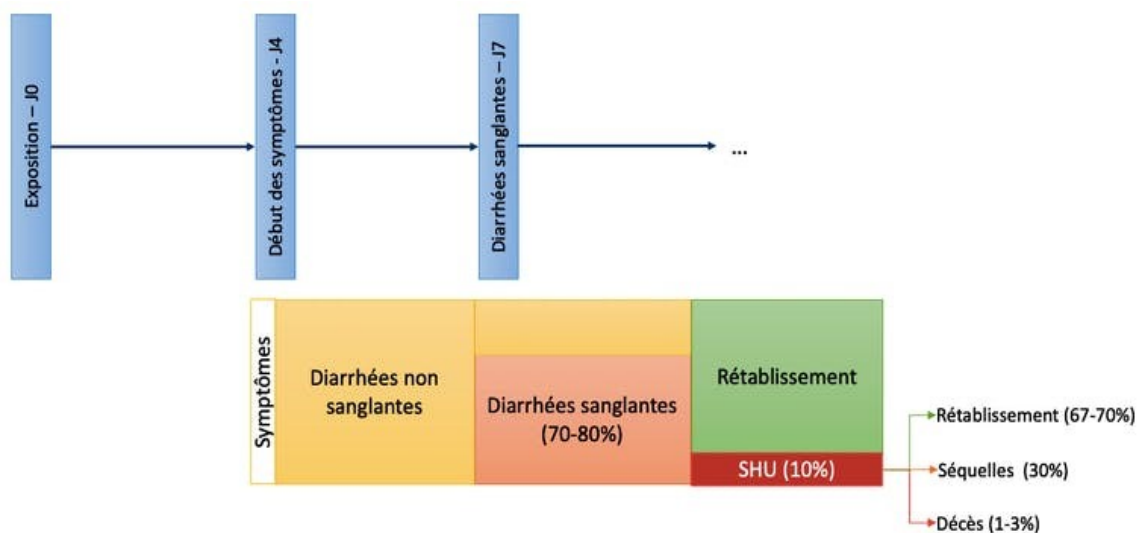 Exposition – J0
Début des symptômes - J4
Diarrhées sanglantes – J7
...
Symptômes
Diarrhées non
sanglantes
Diarrhées sanglantes
(70-80%)
Rétablissement
SHU (10%)
Rétablissement (67-70%)
Séquelles (30%)
Décès (1-3%)